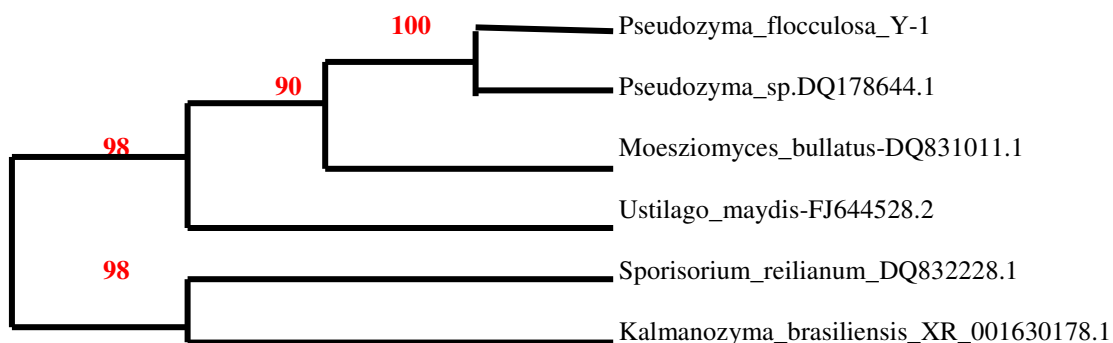 100
Pseudozyma_flocculosa_Y-1
90
Pseudozyma_sp.DQ178644.1
98
Moesziomyces_bullatus-DQ831011.1
Ustilago_maydis-FJ644528.2
98
Sporisorium_reilianum_DQ832228.1
Kalmanozyma_brasiliensis_XR_001630178.1